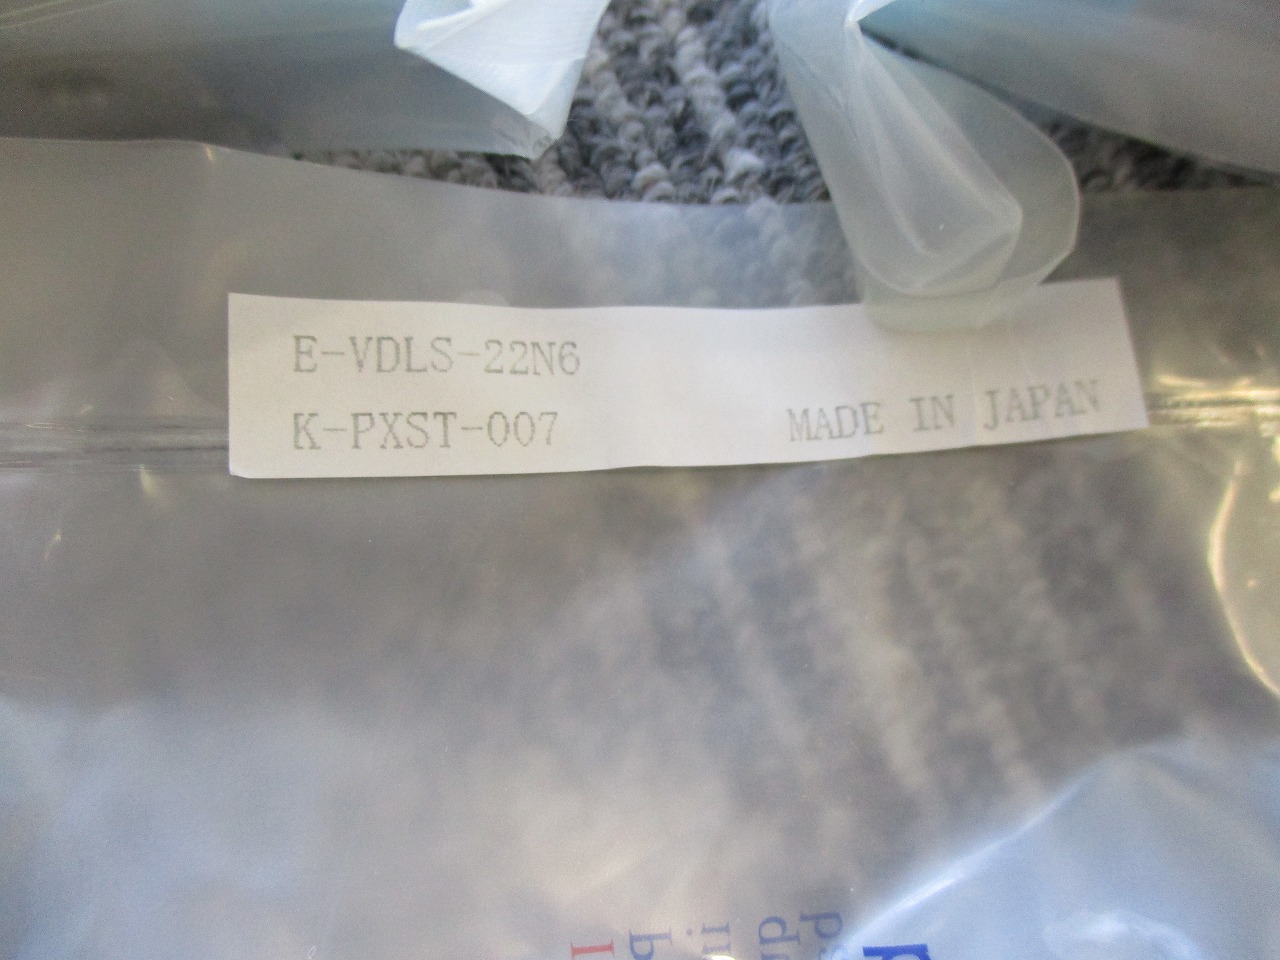 E-VDLS-22N6
K-PXST-007
MADE IN JAPAN